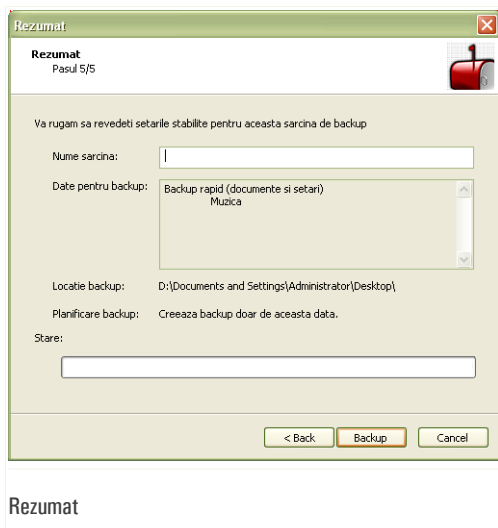 Rezumat
Rezumat
Pasul 5/5
Va rugam sa revedeti setarile stabilite pentru aceasta sarcina de backup
Nume sarcina:
Date pentru backup: Backup rapid (documente si setari)
Muzica
Locatie backup: D:\Documents and Settings\Administrator\Desktop\
Planificare backup: Creeaza backup doar de aceasta data.
Stare:
< Back Backup Cancel
Rezumat